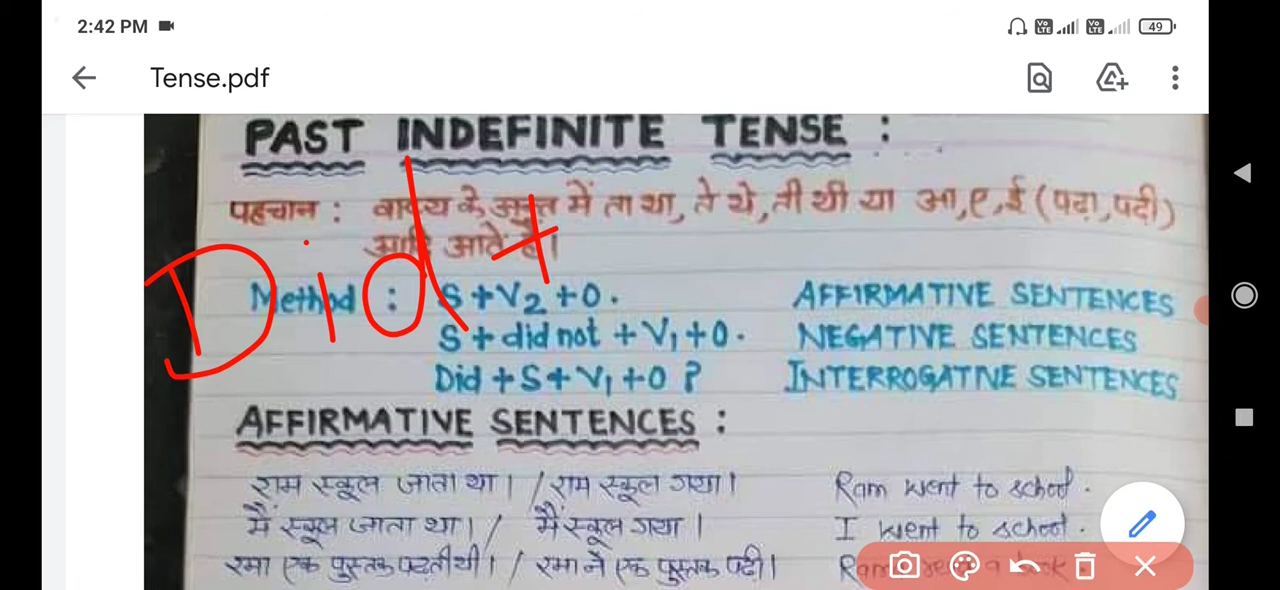 2:42 PM
49
Tense.pdf
PAST INDEFINITE TENSE :
पहचान : वाक्य के अन्त में ता था, ते थे, ती थी या आ, ए, ई (पढा, पढी)
आदि आते हैं।
Did +
Method : S + V₂ + O . AFFIRMATIVE SENTENCES
S + did not + V₁ + O . NEGATIVE SENTENCES
Did + S + V₁ + O ? INTERROGATIVE SENTENCES
AFFIRMATIVE SENTENCES :
राम स्कूल जाता था। / राम स्कूल गया। Ram went to school .
मैं स्कूल जाता था। / मैं स्कूल गया। I went to school .
रमा एक पुस्तक पढ़ती थी। / रमा ने एक पुस्तक पढी।